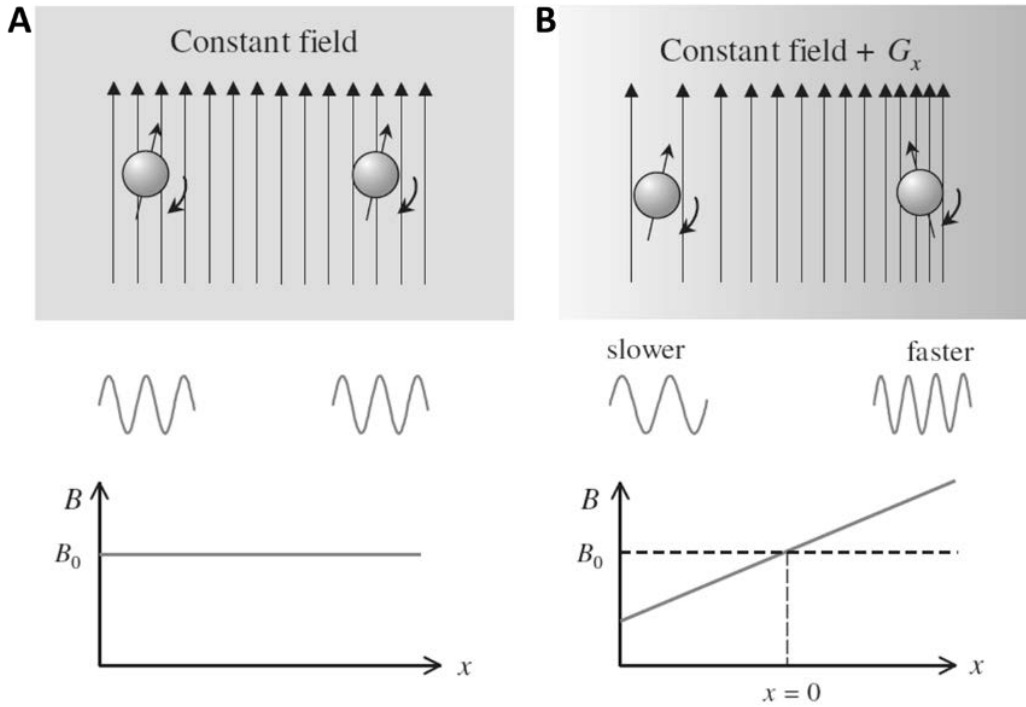 A
Constant field
B
B₀
x
B
Constant field + Gₓ
slower
faster
B
B₀
x
x = 0